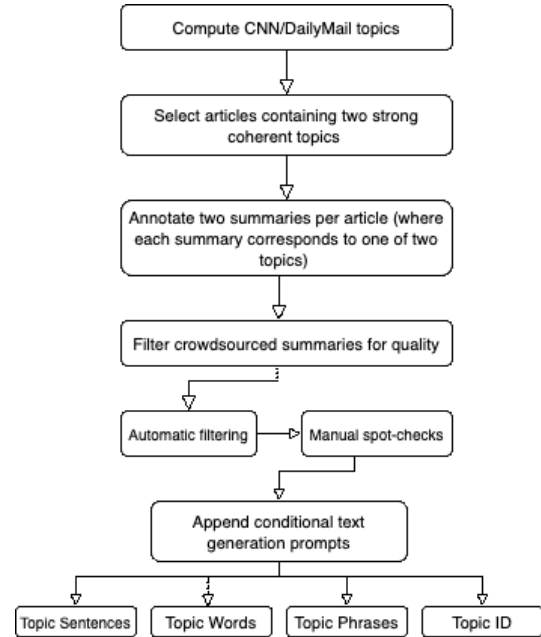 Compute CNN/DailyMail topics
Select articles containing two strong
coherent topics
Annotate two summaries per article (where
each summary corresponds to one of two
topics)
Filter crowdsourced summaries for quality
Automatic filtering
Manual spot-checks
Append conditional text
generation prompts
Topic Sentences
Topic Words
Topic Phrases
Topic ID